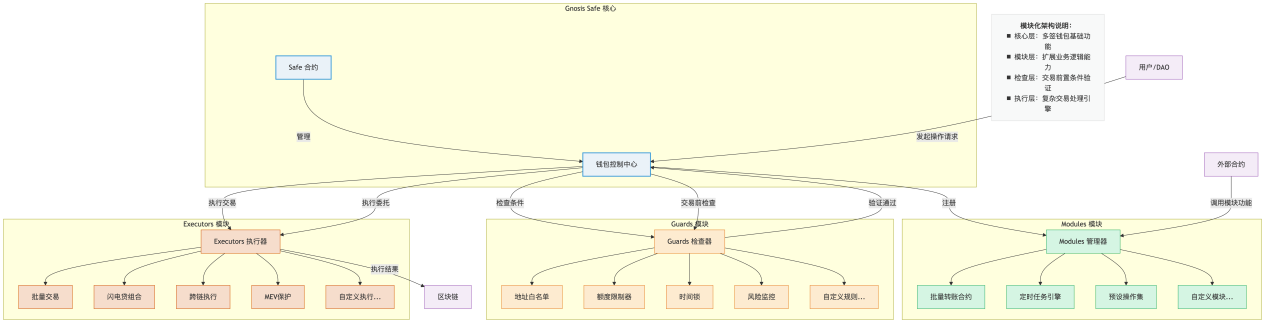 Gnosis Safe 核心
模块化架构说明：
▪ 核心层：多签钱包基础功
能
▪ 模块层：扩展业务逻辑能
力
▪ 检查层：交易前置条件验
证
▪ 执行层：复杂交易处理引
擎
Safe 合约
用户/DAO
管理
发起操作请求
钱包控制中心
外部合约
执行交易
执行委托
检查条件
交易前检查
验证通过
注册
调用模块功能
Executors 模块
Guards 模块
Modules 模块
Executors 执行器
Guards 检查器
Modules 管理器
执行结果
批量交易
闪电贷组合
跨链执行
MEV保护
自定义执行...
区块链
地址白名单
额度限制器
时间锁
风险监控
自定义规则...
批量转账合约
定时任务引擎
预设操作集
自定义模块...